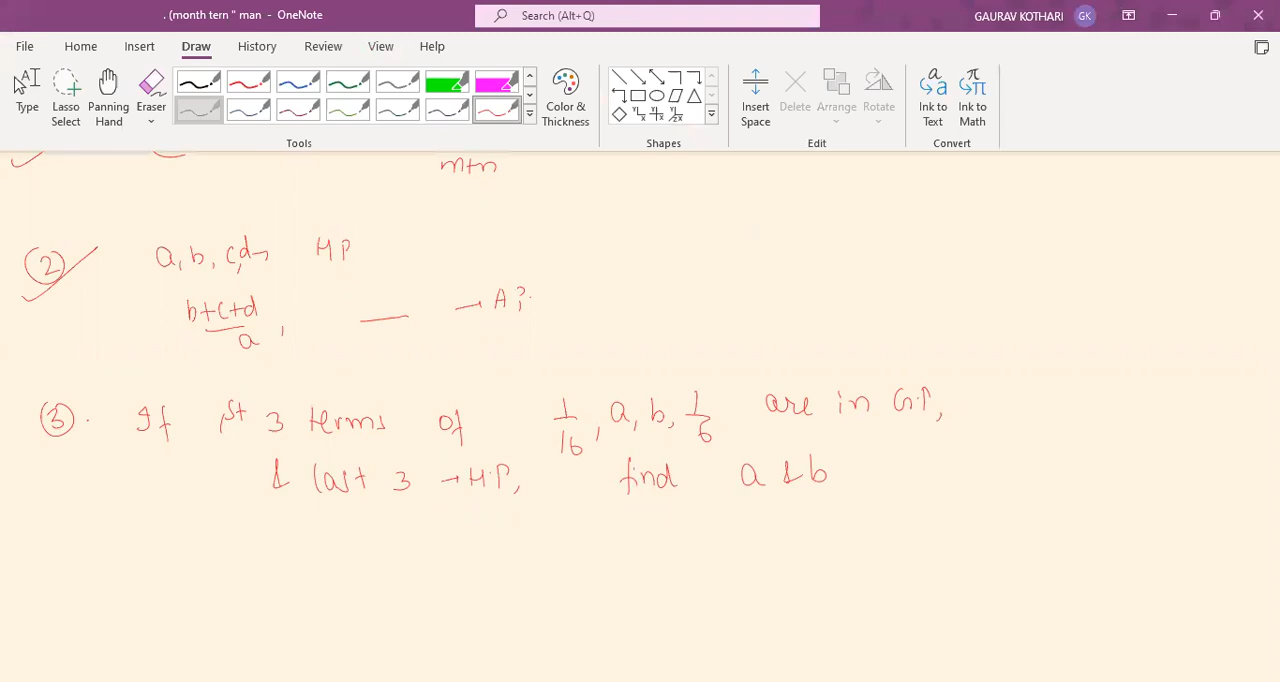 . (month tern " man - OneNote
Search (Alt+Q)
GAURAV KOTHARI GK
File Home Insert Draw History Review View Help
Type Lasso Select Panning Hand Eraser
Color & Thickness
Insert Space Delete Arrange Rotate
Ink to Text Ink to Math
Tools Shapes Edit Convert
m+n
(2) a, b, c, d → HP
b+c+d / a , — → A.P.
(3). If 1st 3 terms of 1/16, a, b, 1/6 are in G.P,
& last 3 → H.P, find a & b